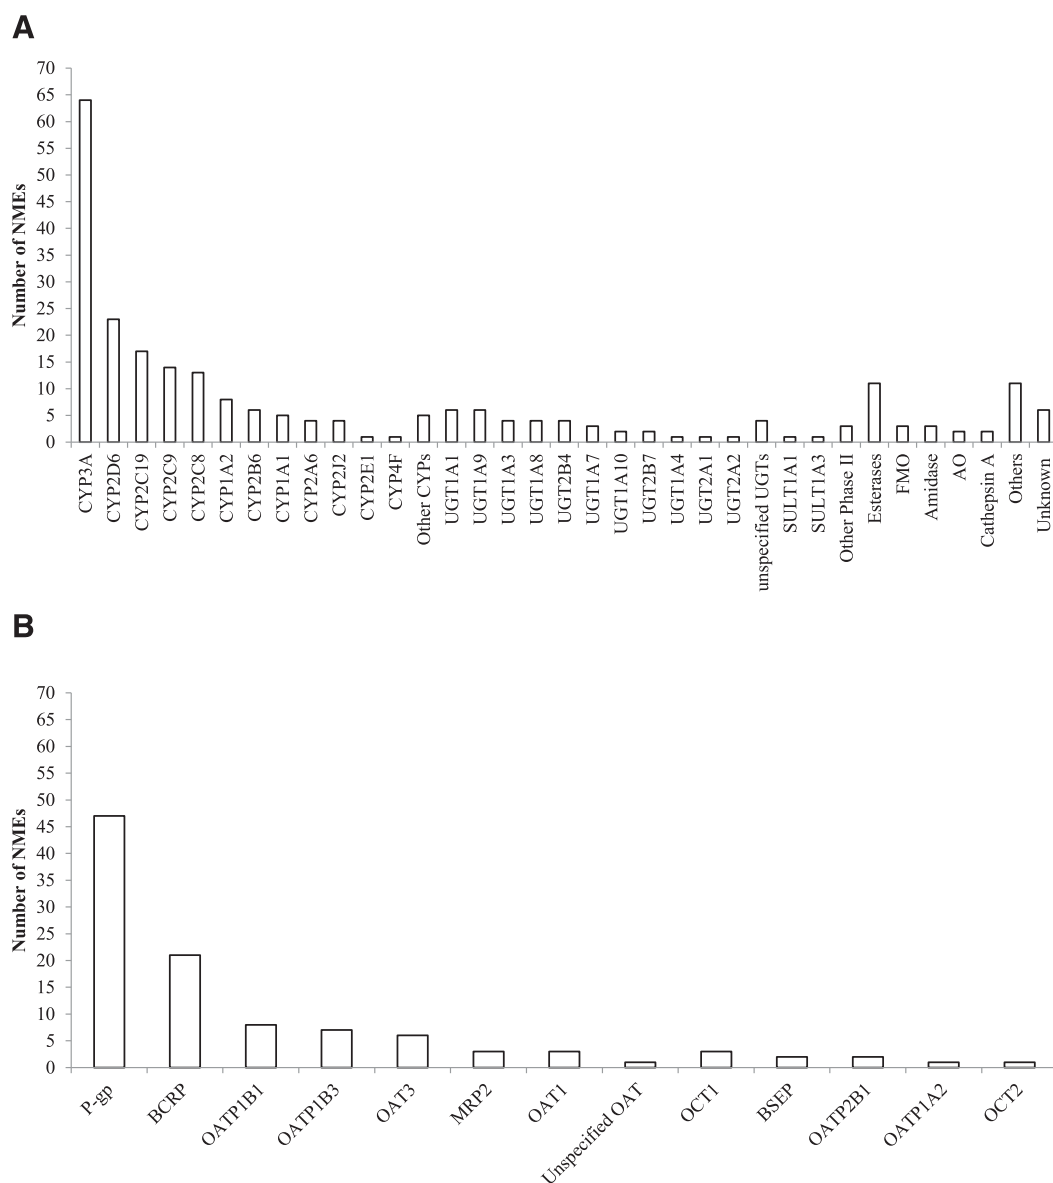 A
Number of NMEs
70
65
60
55
50
45
40
35
30
25
20
15
10
5
0
CYP3A
CYP2D6
CYP2C19
CYP2C9
CYP2C8
CYP1A2
CYP2B6
CYP1A1
CYP2A6
CYP2J2
CYP2E1
CYP4F
Other CYPs
UGT1A1
UGT1A9
UGT1A3
UGT1A8
UGT2B4
UGT1A7
UGT1A10
UGT2B7
UGT1A4
UGT2A1
UGT2A2
unspecified UGTs
SULT1A1
SULT1A3
Other Phase II
Esterases
FMO
Amidase
AO
Cathepsin A
Others
Unknown
B
Number of NMEs
70
65
60
55
50
45
40
35
30
25
20
15
10
5
0
P-gp
BCRP
OATP1B1
OATP1B3
OAT3
MRP2
OAT1
Unspecified OAT
OCT1
BSEP
OATP2B1
OATP1A2
OCT2